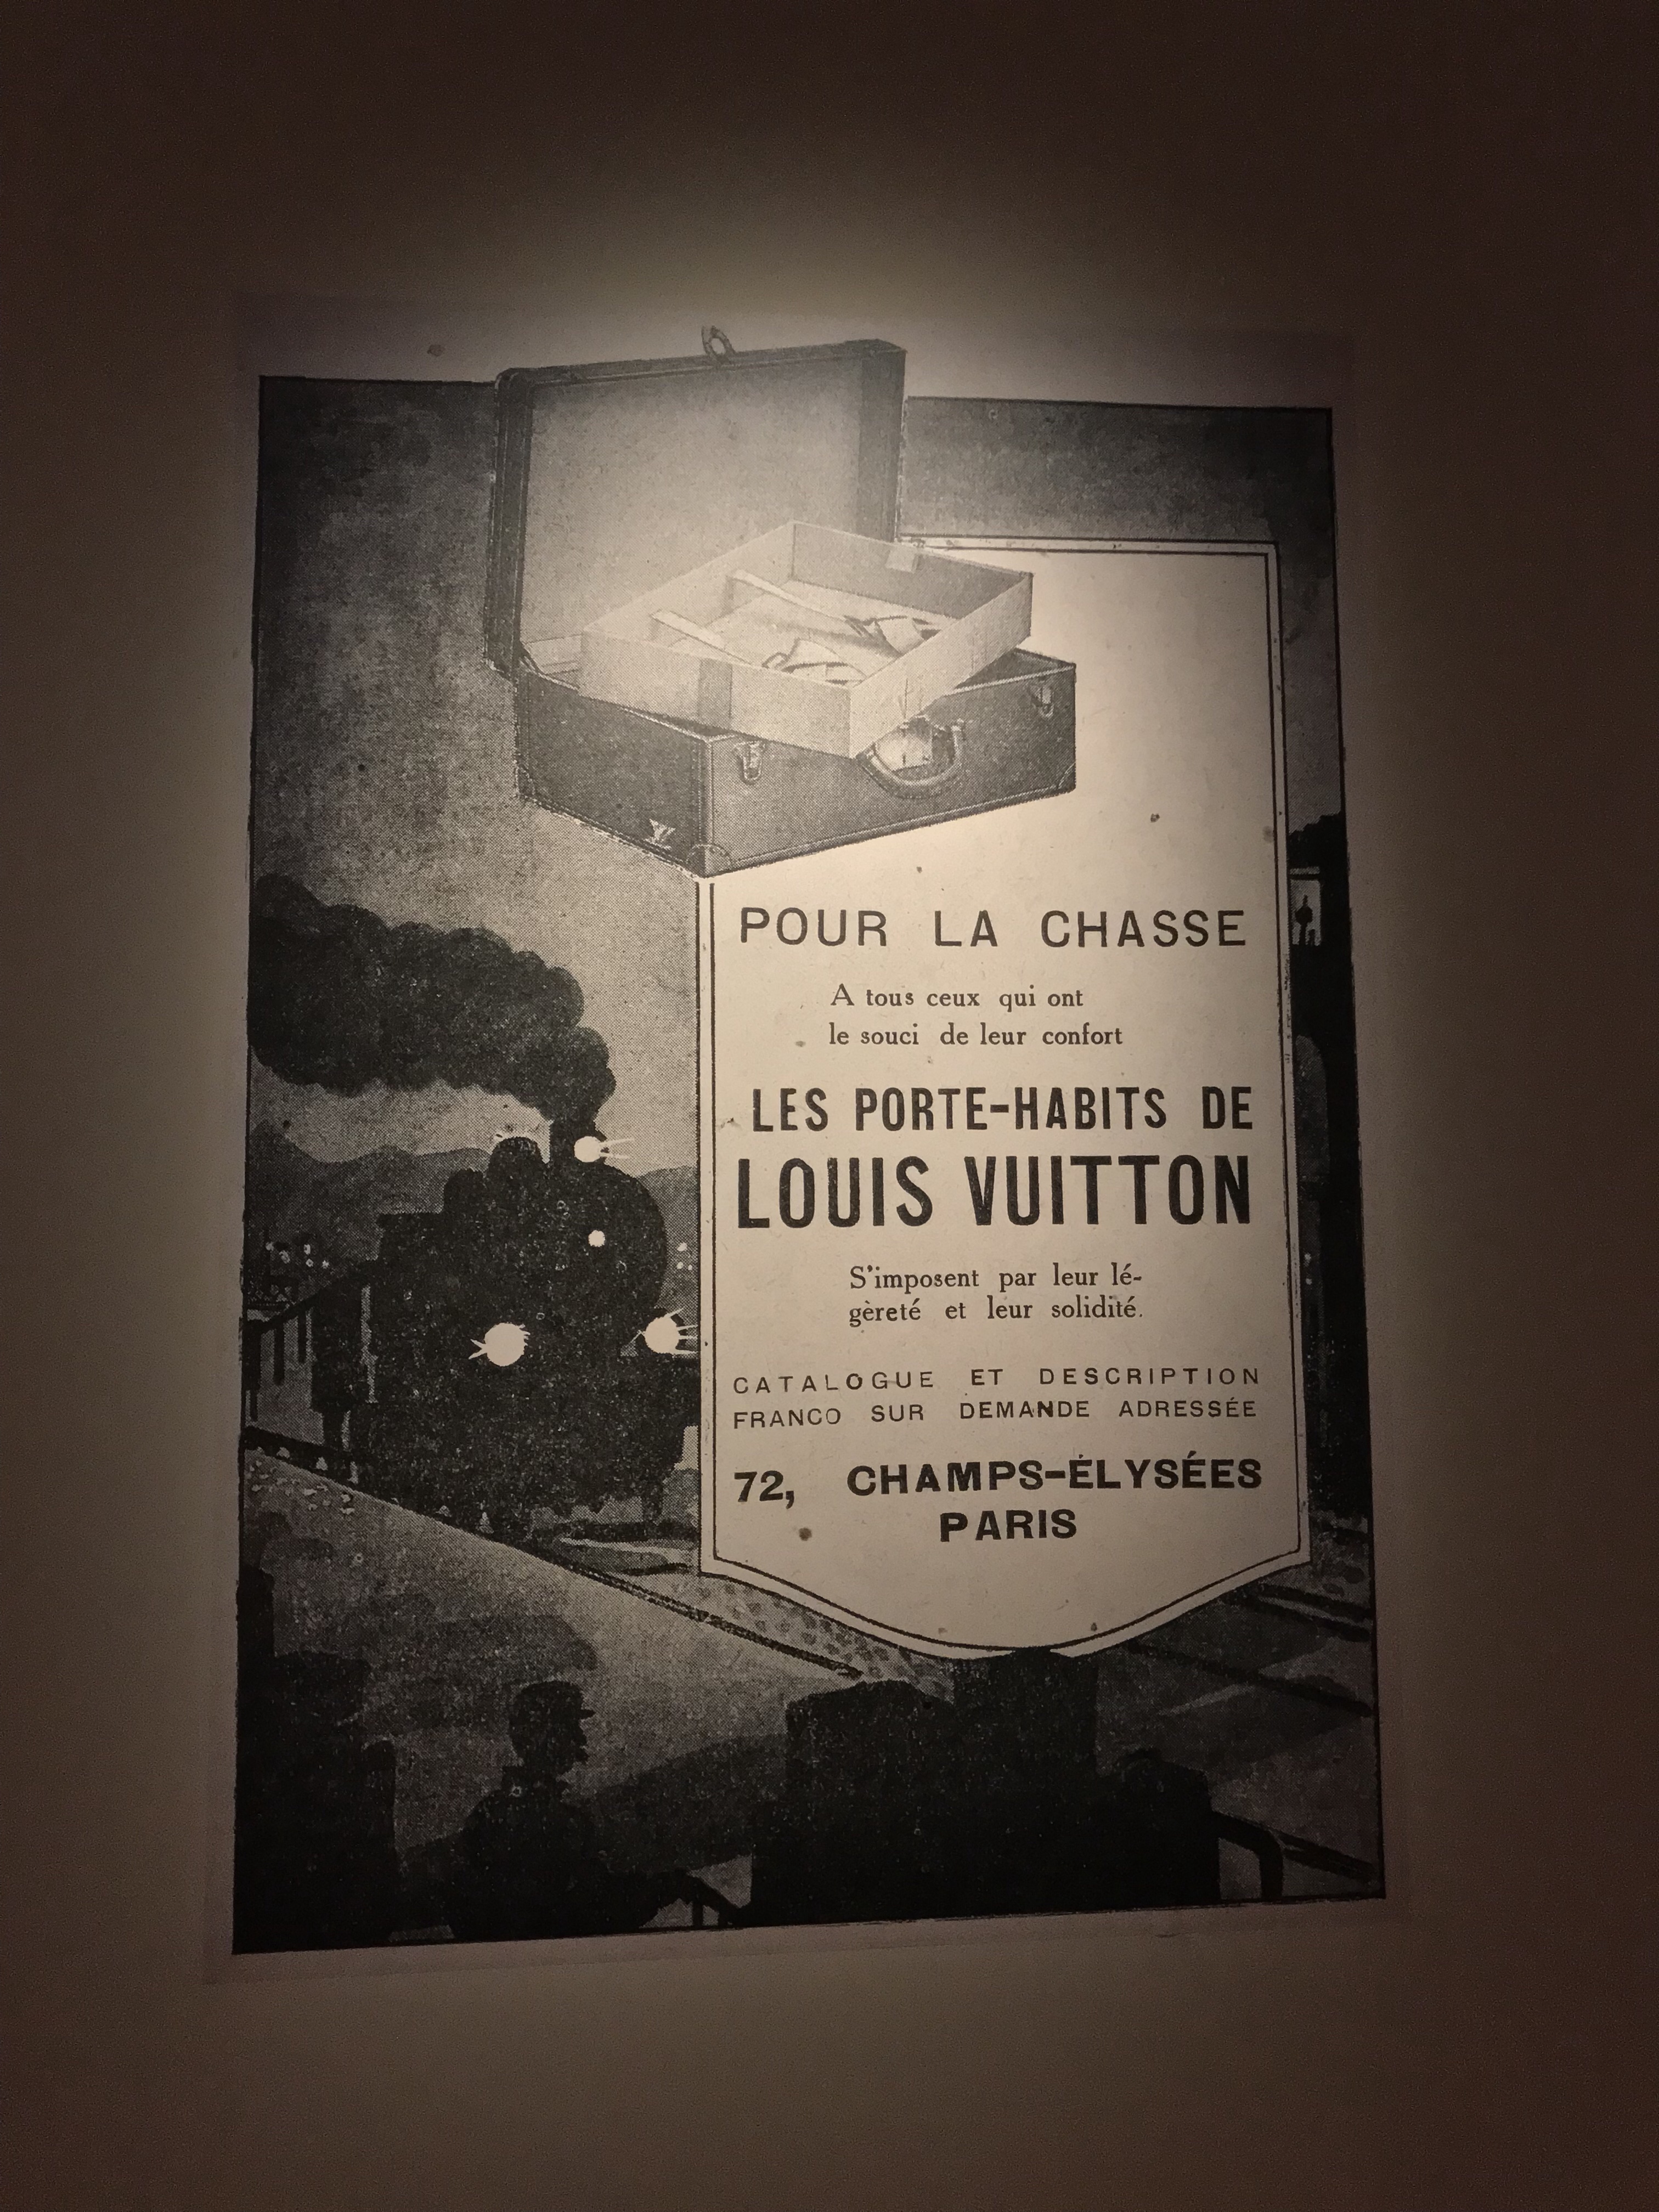 POUR LA CHASSE
A tous ceux qui ont
le souci de leur confort
LES PORTE-HABITS DE
LOUIS VUITTON
S'imposent par leur lé-
gèreté et leur solidité.
CATALOGUE ET DESCRIPTION
FRANCO SUR DEMANDE ADRESSÉE
72, CHAMPS-ÉLYSÉES
PARIS